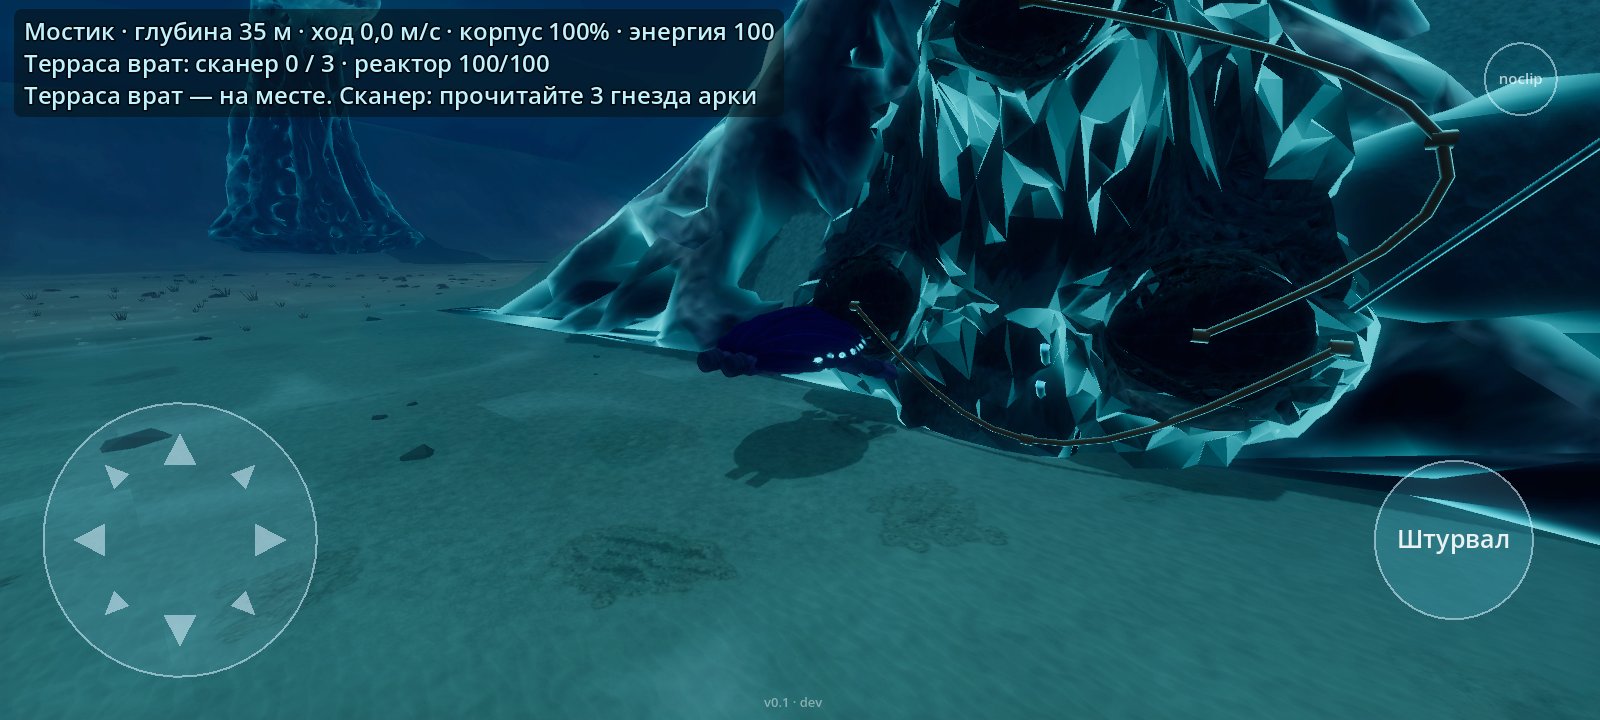 Мостик · глубина 35 м · ход 0,0 м/с · корпус 100% · энергия 100
Терраса врат: сканер 0 / 3 · реактор 100/100
Терраса врат — на месте. Сканер: прочитайте 3 гнезда арки
noclip
Штурвал
v0.1 · dev